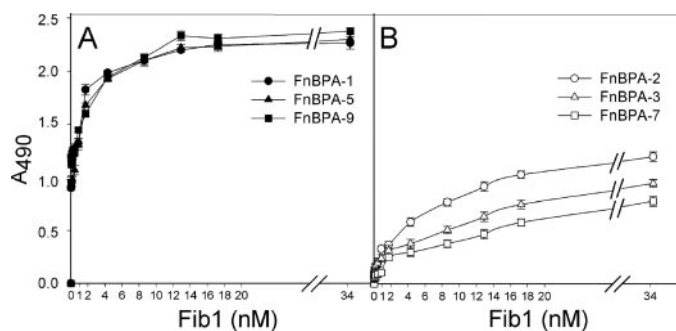 A
B
2.5
2.0
1.5
1.0
0.5
0.0
A490
FnBPA-1
FnBPA-5
FnBPA-9
FnBPA-2
FnBPA-3
FnBPA-7
0 1 2 4 6 8 10 12 14 16 18 20 34
0 1 2 4 6 8 10 12 14 16 18 20 34
Fib1 (nM)
Fib1 (nM)